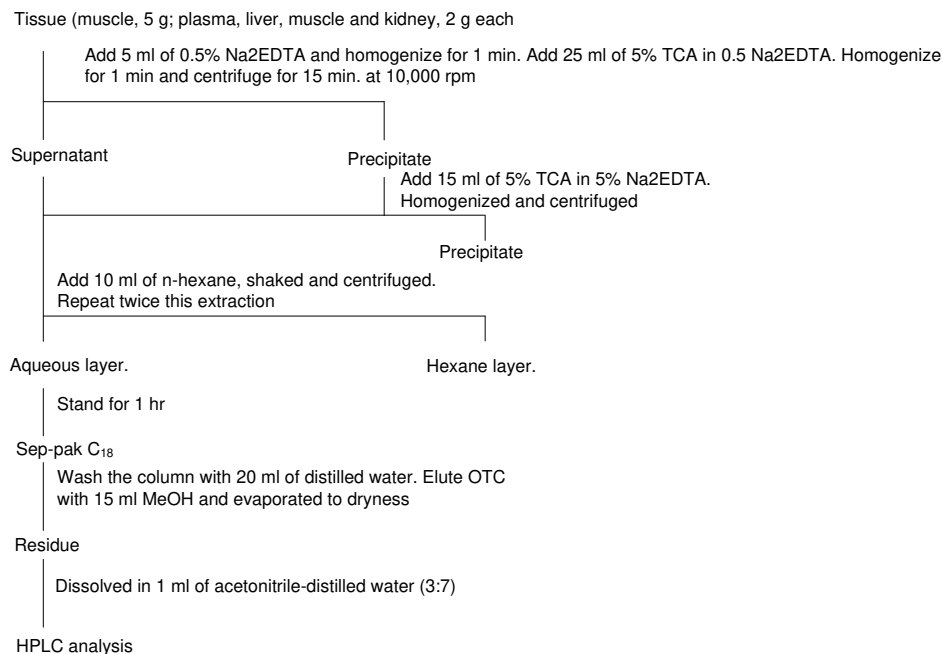 Tissue (muscle, 5 g; plasma, liver, muscle and kidney, 2 g each
Add 5 ml of 0.5% Na2EDTA and homogenize for 1 min. Add 25 ml of 5% TCA in 0.5 Na2EDTA. Homogenize
for 1 min and centrifuge for 15 min. at 10,000 rpm
Supernatant
Precipitate
Add 15 ml of 5% TCA in 5% Na2EDTA.
Homogenized and centrifuged
Precipitate
Add 10 ml of n-hexane, shaked and centrifuged.
Repeat twice this extraction
Aqueous layer.
Hexane layer.
Stand for 1 hr
Sep-pak C₁₈
Wash the column with 20 ml of distilled water. Elute OTC
with 15 ml MeOH and evaporated to dryness
Residue
Dissolved in 1 ml of acetonitrile-distilled water (3:7)
HPLC analysis